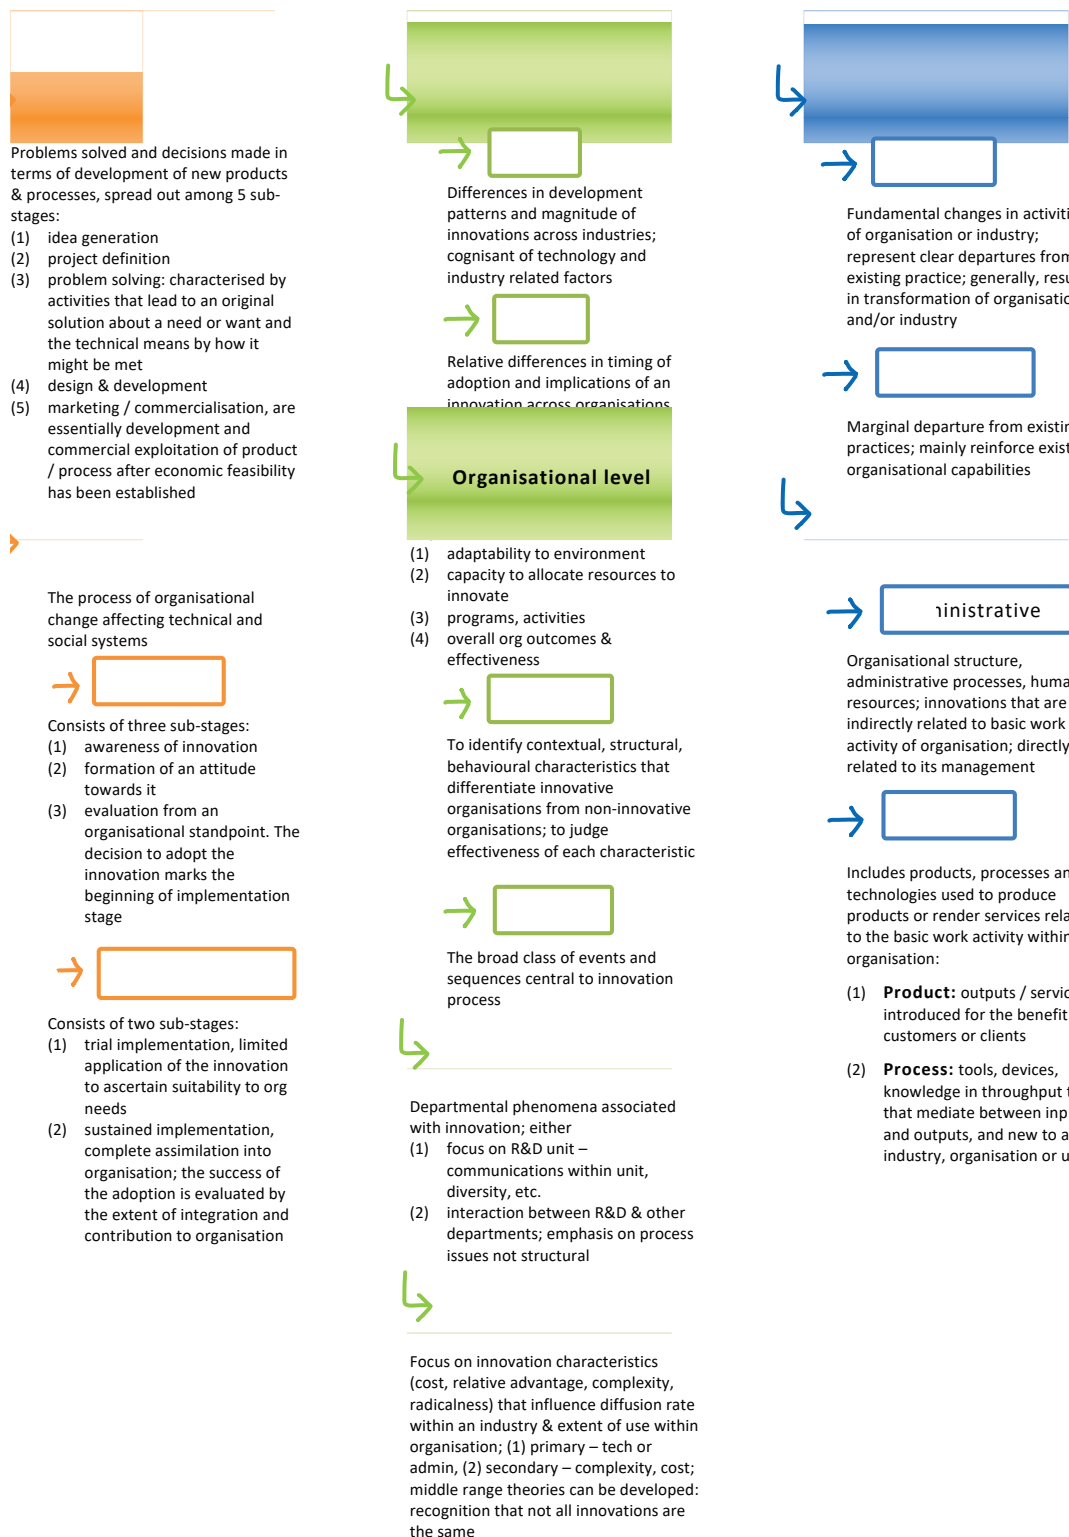 Problems solved and decisions made in
terms of development of new products
& processes, spread out among 5 sub-
stages:
(1) idea generation
(2) project definition
(3) problem solving: characterised by
activities that lead to an original
solution about a need or want and
the technical means by how it
might be met
(4) design & development
(5) marketing / commercialisation, are
essentially development and
commercial exploitation of product
/ process after economic feasibility
has been established
The process of organisational
change affecting technical and
social systems
Consists of three sub-stages:
(1) awareness of innovation
(2) formation of an attitude
towards it
(3) evaluation from an
organisational standpoint. The
decision to adopt the
innovation marks the
beginning of implementation
stage
Consists of two sub-stages:
(1) trial implementation, limited
application of the innovation
to ascertain suitability to org
needs
(2) sustained implementation,
complete assimilation into
organisation; the success of
the adoption is evaluated by
the extent of integration and
contribution to organisation
Differences in development
patterns and magnitude of
innovations across industries;
cognisant of technology and
industry related factors
Relative differences in timing of
adoption and implications of an
innovation across organisations
Organisational level
(1) adaptability to environment
(2) capacity to allocate resources to
innovate
(3) programs, activities
(4) overall org outcomes &
effectiveness
To identify contextual, structural,
behavioural characteristics that
differentiate innovative
organisations from non-innovative
organisations; to judge
effectiveness of each characteristic
The broad class of events and
sequences central to innovation
process
Departmental phenomena associated
with innovation; either
(1) focus on R&D unit –
communications within unit,
diversity, etc.
(2) interaction between R&D & other
departments; emphasis on process
issues not structural
Focus on innovation characteristics
(cost, relative advantage, complexity,
radicalness) that influence diffusion rate
within an industry & extent of use within
organisation; (1) primary – tech or
admin, (2) secondary – complexity, cost;
middle range theories can be developed:
recognition that not all innovations are
the same
Fundamental changes in
of organisation or industry;
represent clear departures
existing practice; generally,
in transformation of
and/or industry
Marginal departure from
practices; mainly reinforce
organisational capabilities
ninistrative
Organisational structure,
administrative processes,
resources; innovations that are
indirectly related to basic work
activity of organisation; directly
related to its management
Includes products, processes
technologies used to produce
products or render services
to the basic work activity
organisation:
(1) Product: outputs /
introduced for the benefit
customers or clients
(2) Process: tools, devices,
knowledge in throughput
that mediate between
and outputs, and new to
industry, organisation or